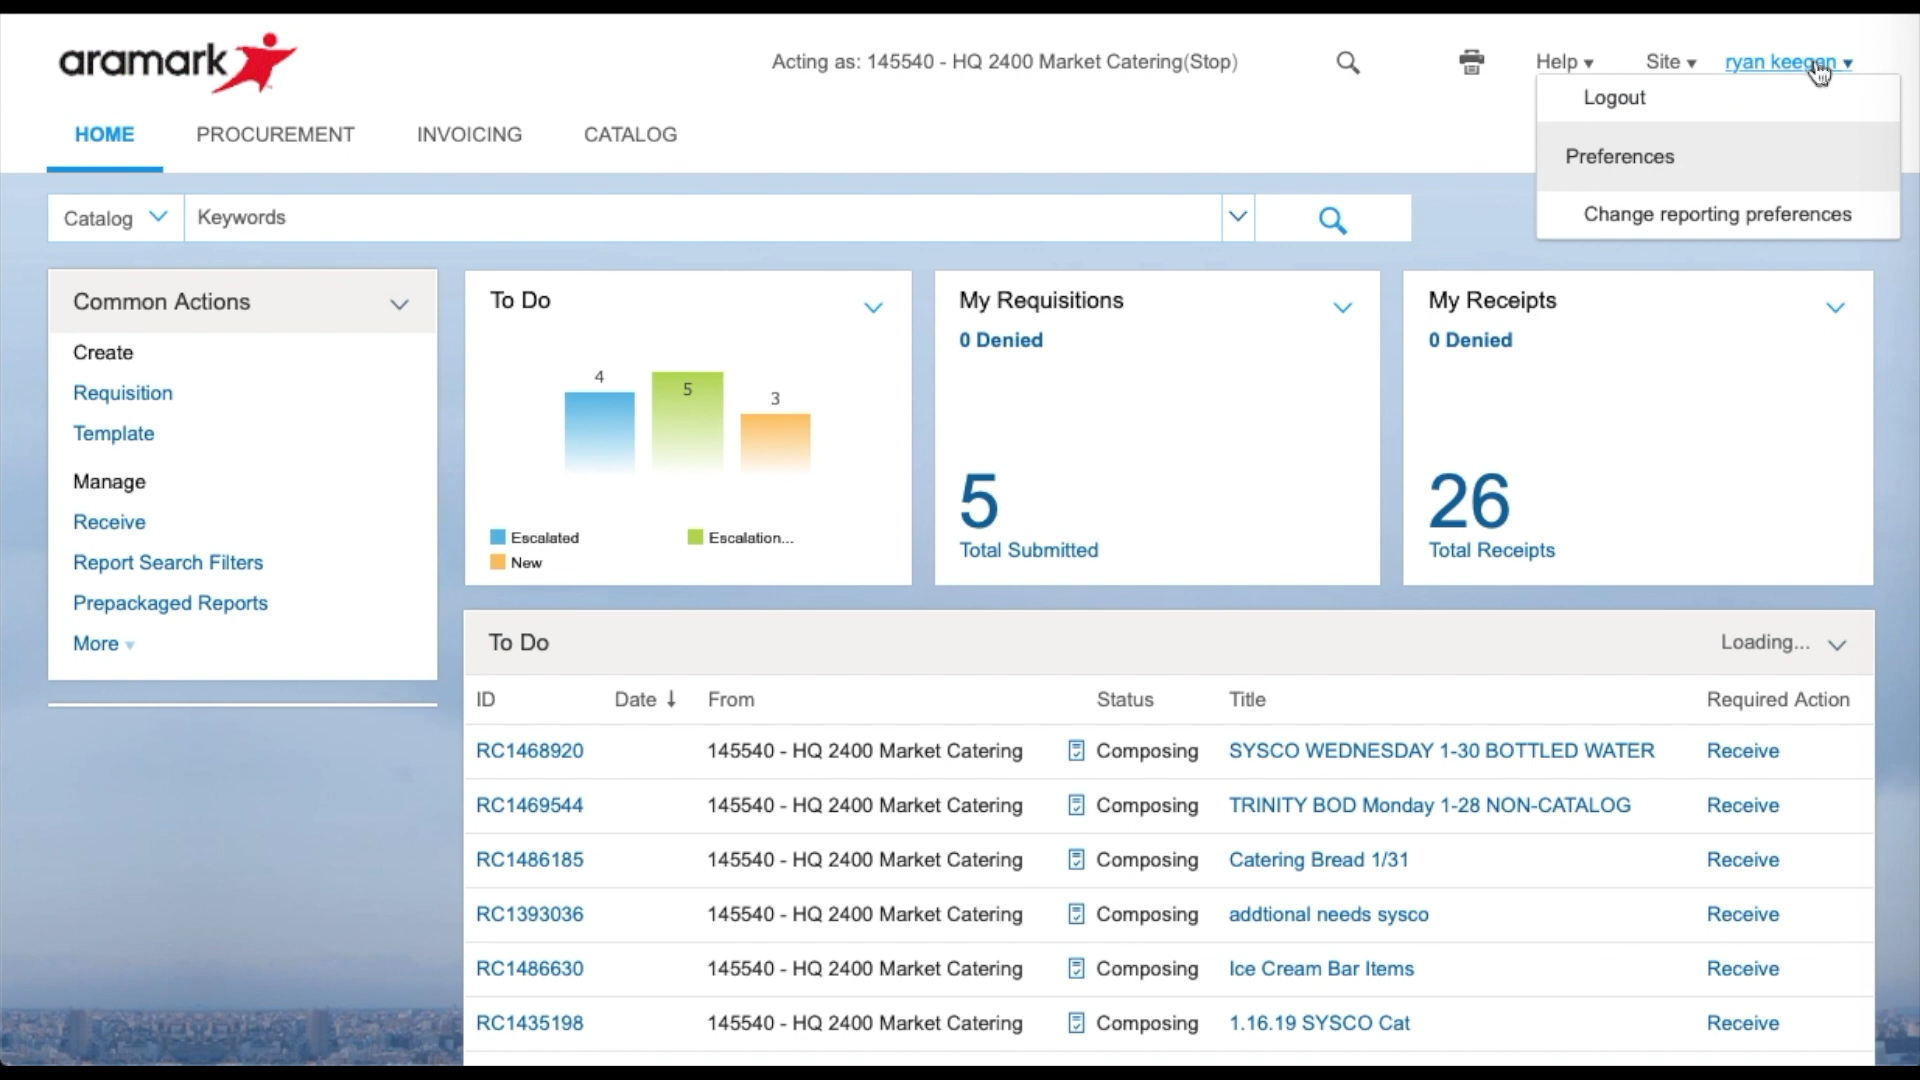 aramark
Acting as: 145540 - HQ 2400 Market Catering(Stop)
Help
Site
ryan keegan
Logout
Preferences
Change reporting preferences
HOME
PROCUREMENT
INVOICING
CATALOG
Catalog
Keywords
Common Actions
Create
Requisition
Template
Manage
Receive
Report Search Filters
Prepackaged Reports
More
To Do
4
5
3
Escalated
Escalation...
New
My Requisitions
0 Denied
5
Total Submitted
My Receipts
0 Denied
26
Total Receipts
To Do
Loading...
ID Date ↓ From Status Title Required Action
RC1468920 145540 - HQ 2400 Market Catering Composing SYSCO WEDNESDAY 1-30 BOTTLED WATER Receive
RC1469544 145540 - HQ 2400 Market Catering Composing TRINITY BOD Monday 1-28 NON-CATALOG Receive
RC1486185 145540 - HQ 2400 Market Catering Composing Catering Bread 1/31 Receive
RC1393036 145540 - HQ 2400 Market Catering Composing addtional needs sysco Receive
RC1486630 145540 - HQ 2400 Market Catering Composing Ice Cream Bar Items Receive
RC1435198 145540 - HQ 2400 Market Catering Composing 1.16.19 SYSCO Cat Receive